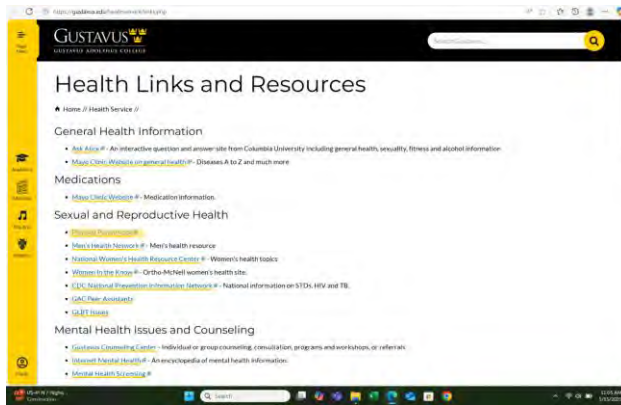 GUSTAVUS
GUSTAVUS ADOLPHUS COLLEGE
Health Links and Resources
Home // Health Service //
General Health Information
Ask Alice - An interactive question and answer site from Columbia University including general health, sexuality, fitness and alcohol information
Mayo Clinic Website on general health - Diseases A to Z and much more
Medications
Mayo Clinic Website - Medication information.
Sexual and Reproductive Health
Men's Health Network - Men's health resource
National Women's Health Resource Center - Women's health topics
Women in the Know - Ortho-McNeil women's health site.
CDC National Prevention Information Network - National information on STDs, HIV and TB.
GAC Peer Assistants
GLBT Issues
Mental Health Issues and Counseling
Gustavus Counseling Center - Individual or group counseling, consultation, programs and workshops, or referrals
Internet Mental Health - An encyclopedia of mental health information.
Mental Health Screening
Search